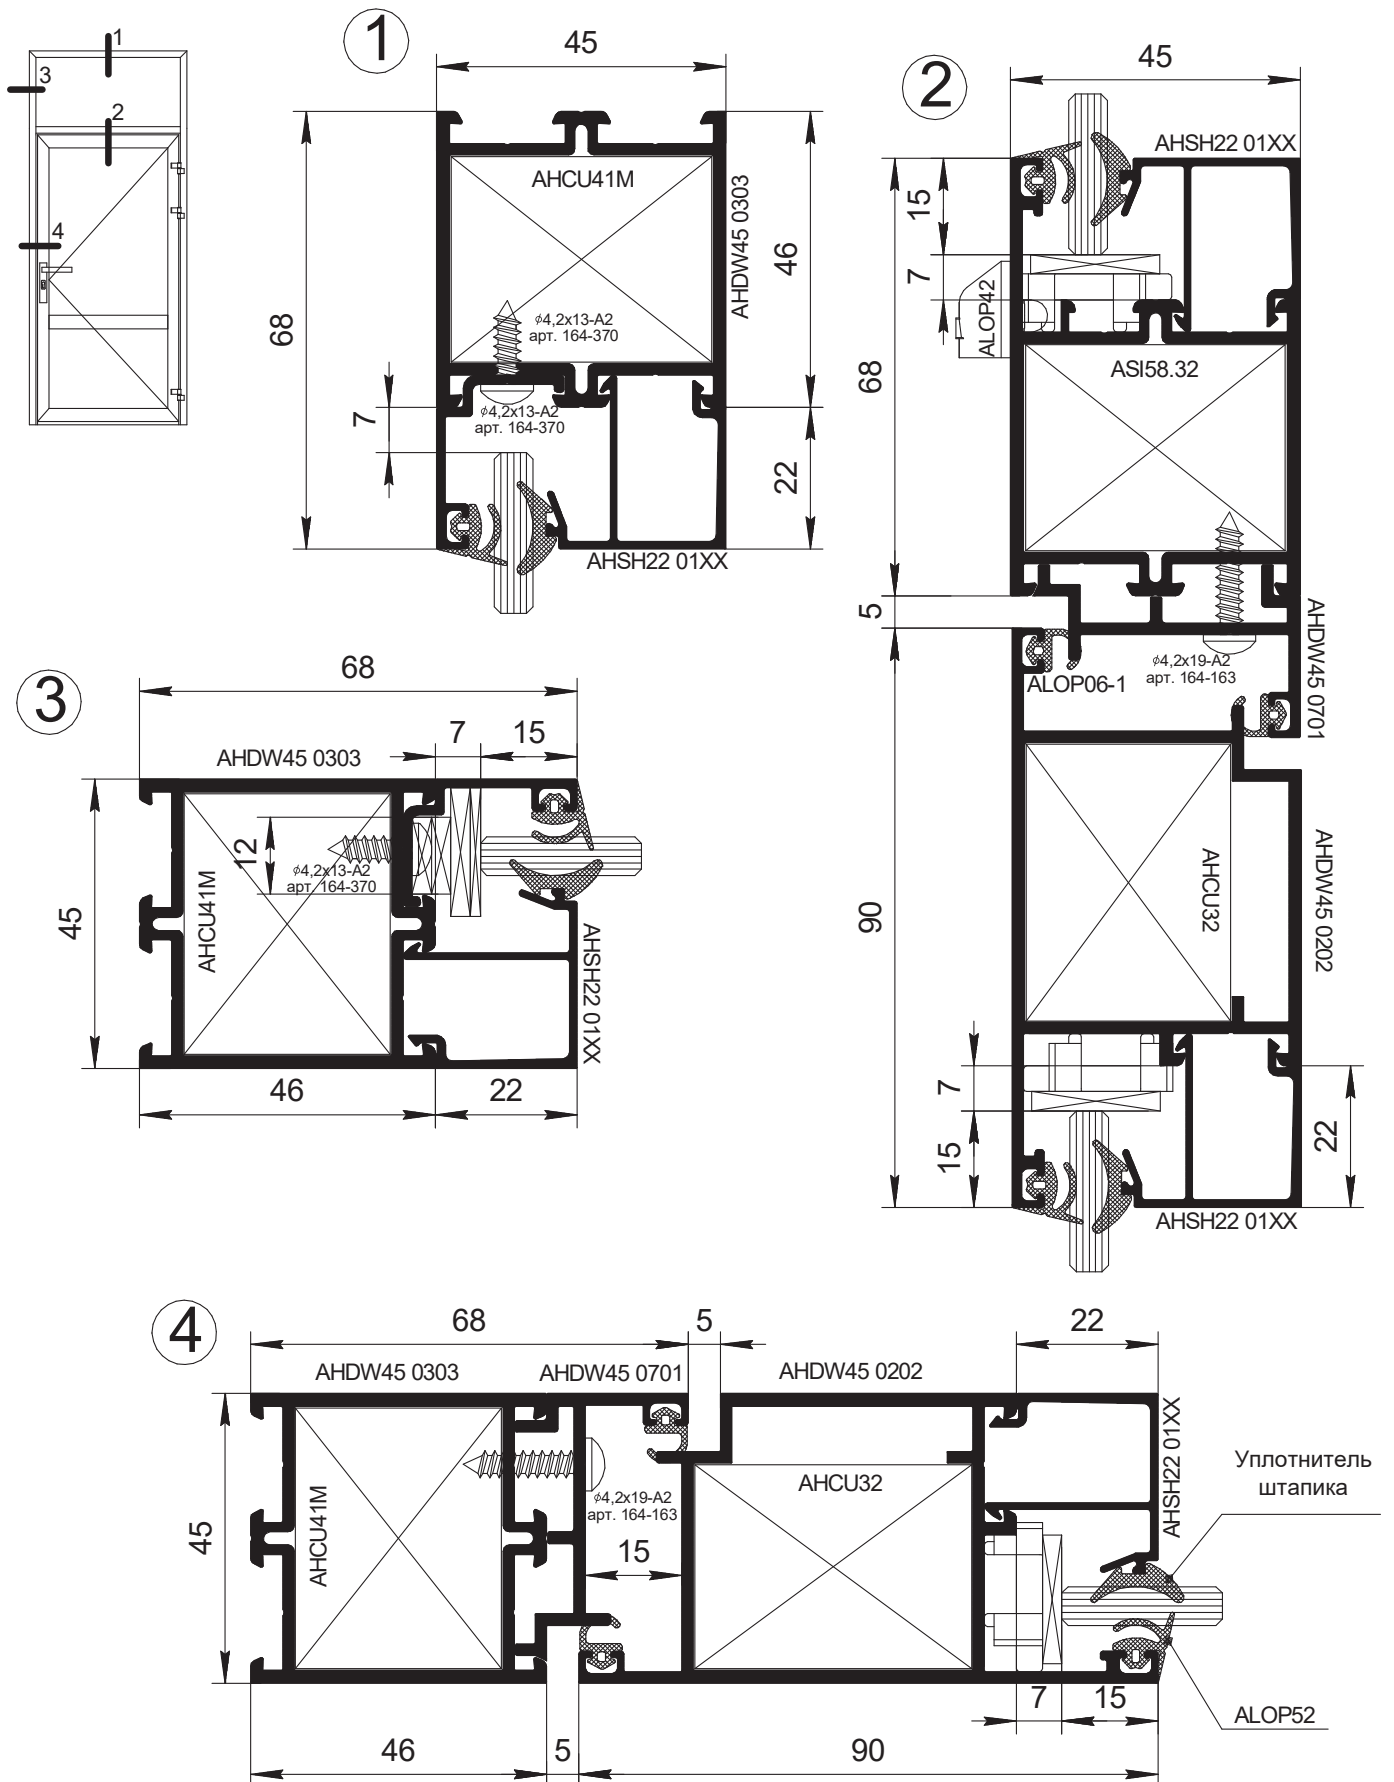 1
3
2
4
1
45
68
AHCU41M
AHDW45 0303
46
ϕ4,2x13-A2
арт. 164-370
7
ϕ4,2x13-A2
арт. 164-370
22
AHSH22 01XX
2
45
AHSH22 01XX
15
7
ALOP42
68
ASI58.32
5
ALOP06-1
ϕ4,2x19-A2
арт. 164-163
AHDW45 0701
90
AHCU32
AHDW45 0202
7
15
22
AHSH22 01XX
3
68
7
15
AHDW45 0303
45
12
ϕ4,2x13-A2
арт. 164-370
AHCU41M
AHSH22 01XX
46
22
4
68
5
22
AHDW45 0303
AHDW45 0701
AHDW45 0202
45
AHCU41M
ϕ4,2x19-A2
арт. 164-163
15
AHCU32
AHSH22 01XX
Уплотнитель
штапика
7
15
ALOP52
46
5
90